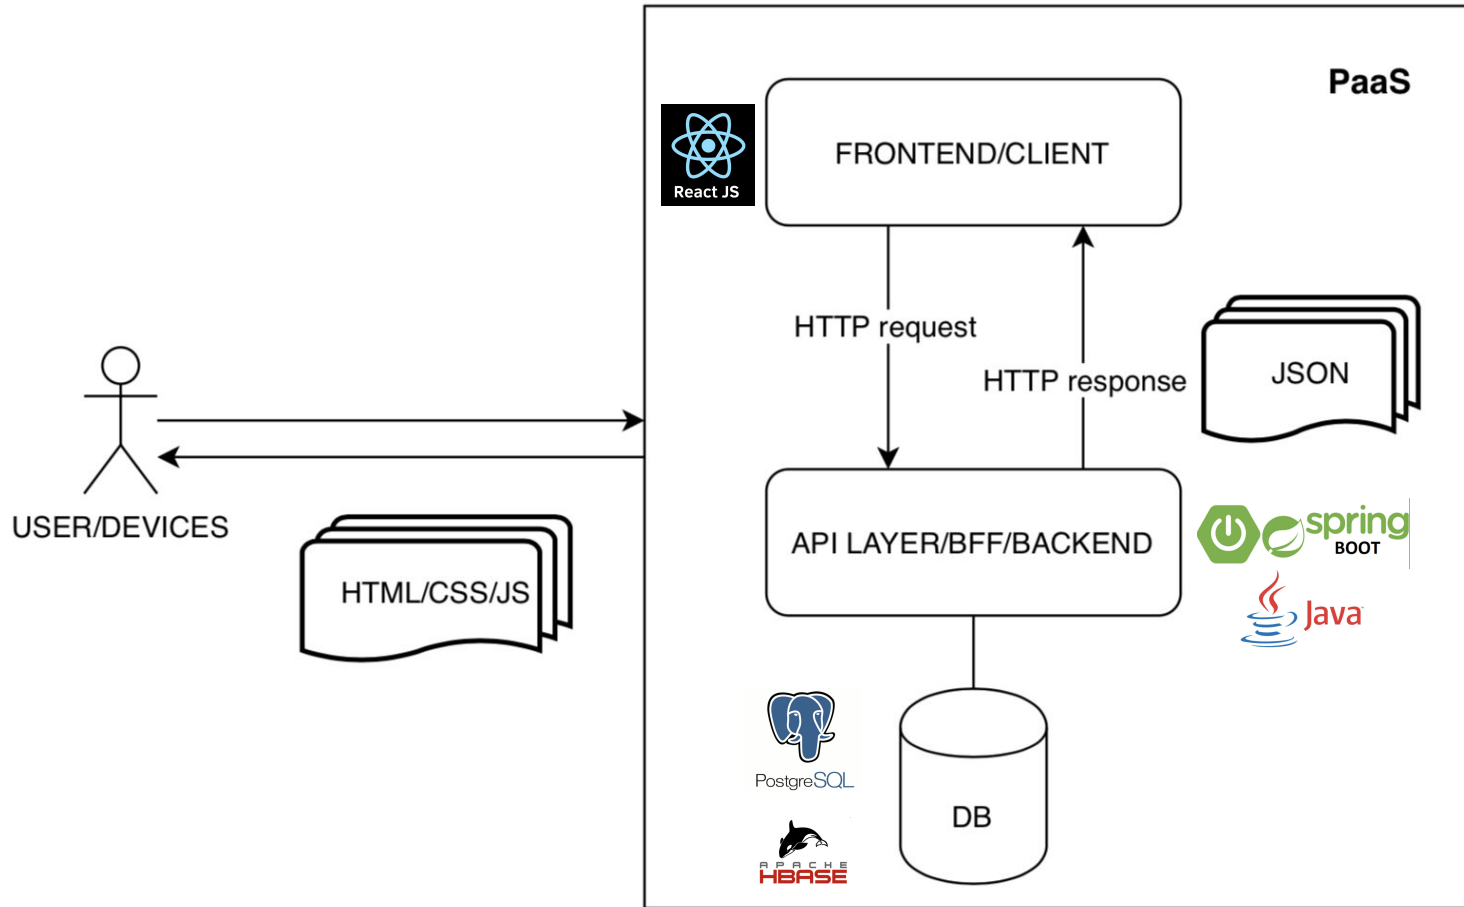 PaaS
React JS
FRONTEND/CLIENT
HTTP request
HTTP response
JSON
USER/DEVICES
HTML/CSS/JS
API LAYER/BFF/BACKEND
spring
BOOT
Java
PostgreSQL
DB
APACHE
HBASE